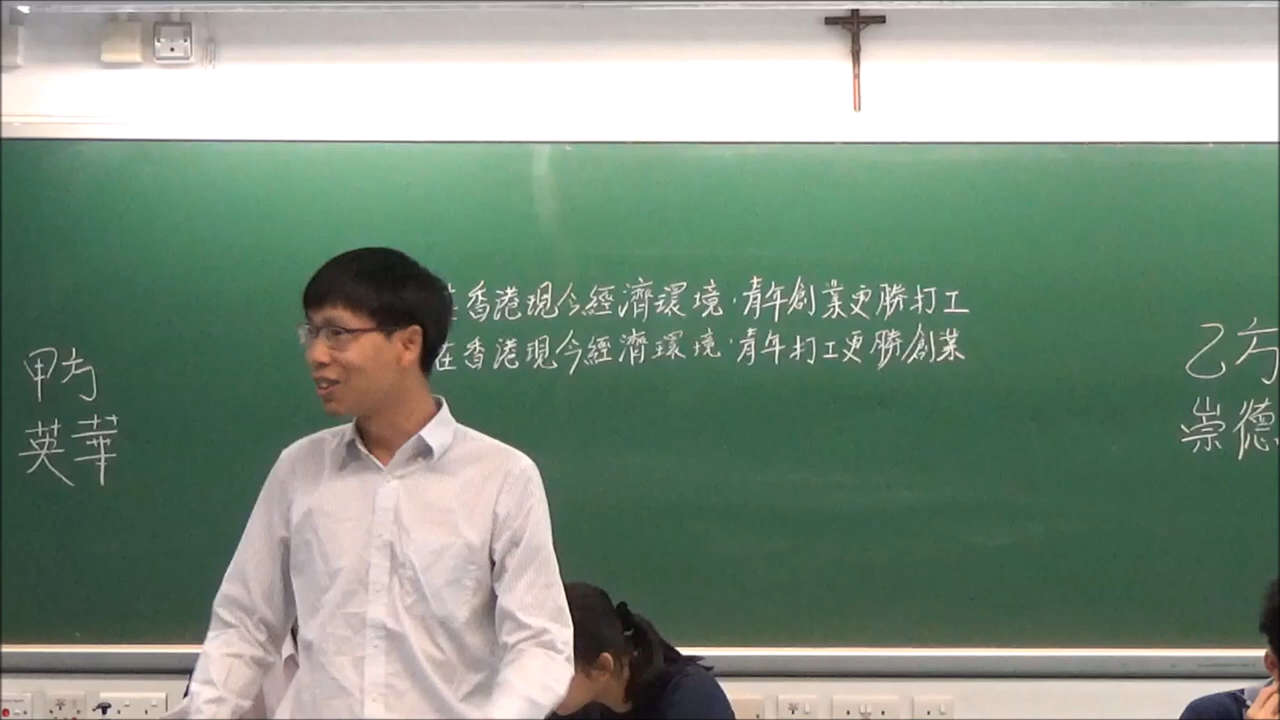 甲方
英華
在香港現今經濟環境，青年創業更勝打工
在香港現今經濟環境，青年打工更勝創業
乙方
崇德